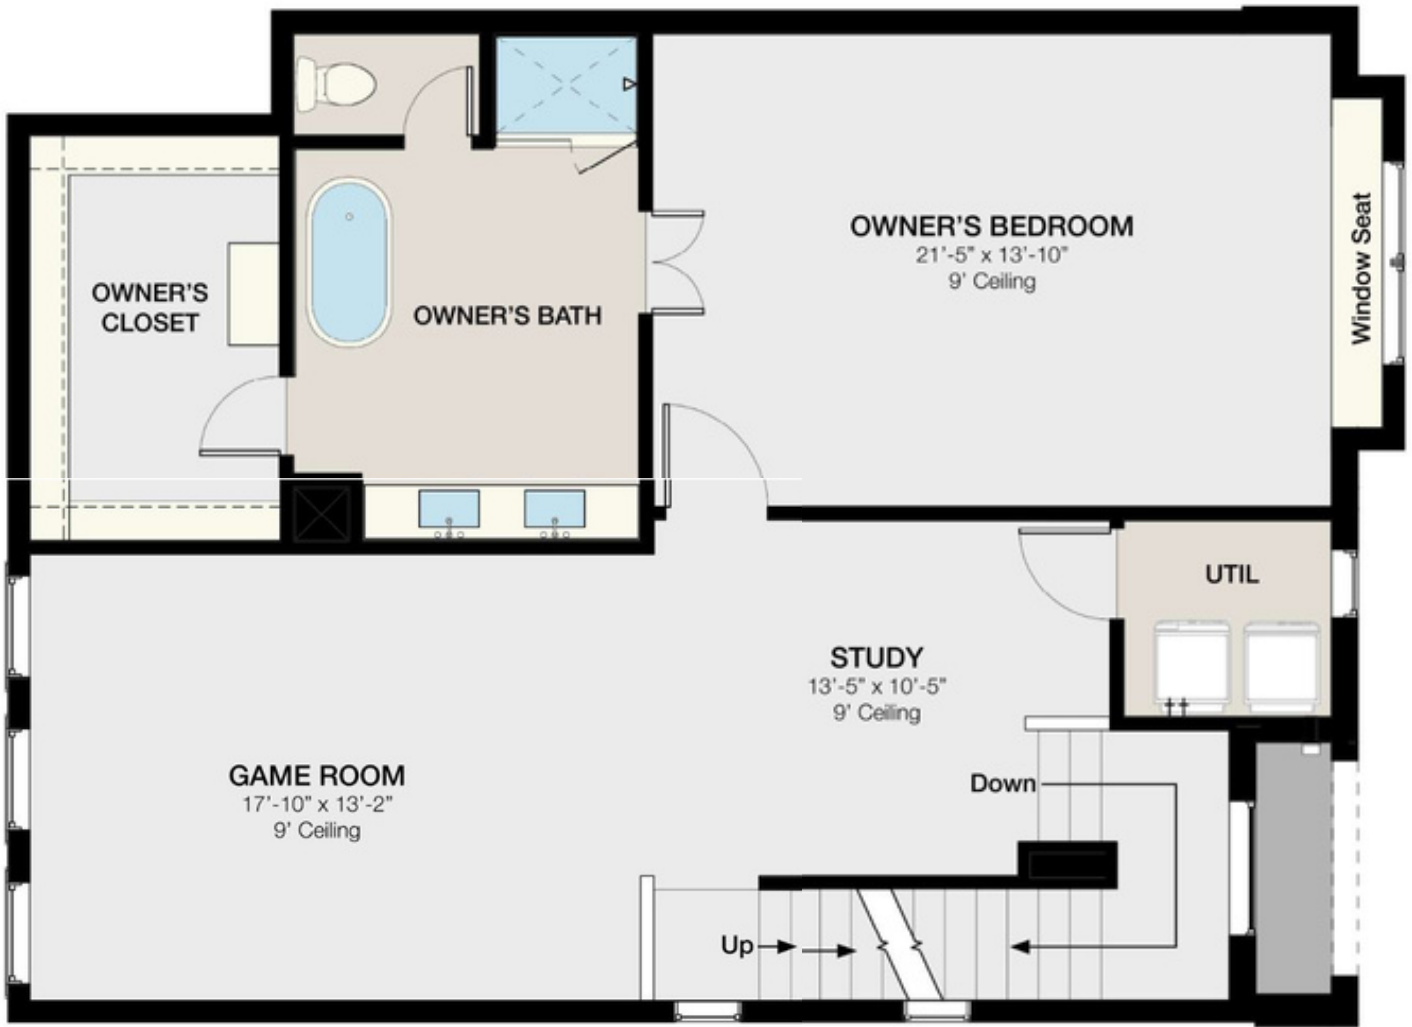 OWNER’S BEDROOM
21’-5” x 13’-10”
9’ Ceiling
Window Seat
OWNER’S
CLOSET
OWNER’S BATH
UTIL
STUDY
13’-5” x 10’-5”
9’ Ceiling
GAME ROOM
17’-10” x 13’-2”
9’ Ceiling
Down
Up